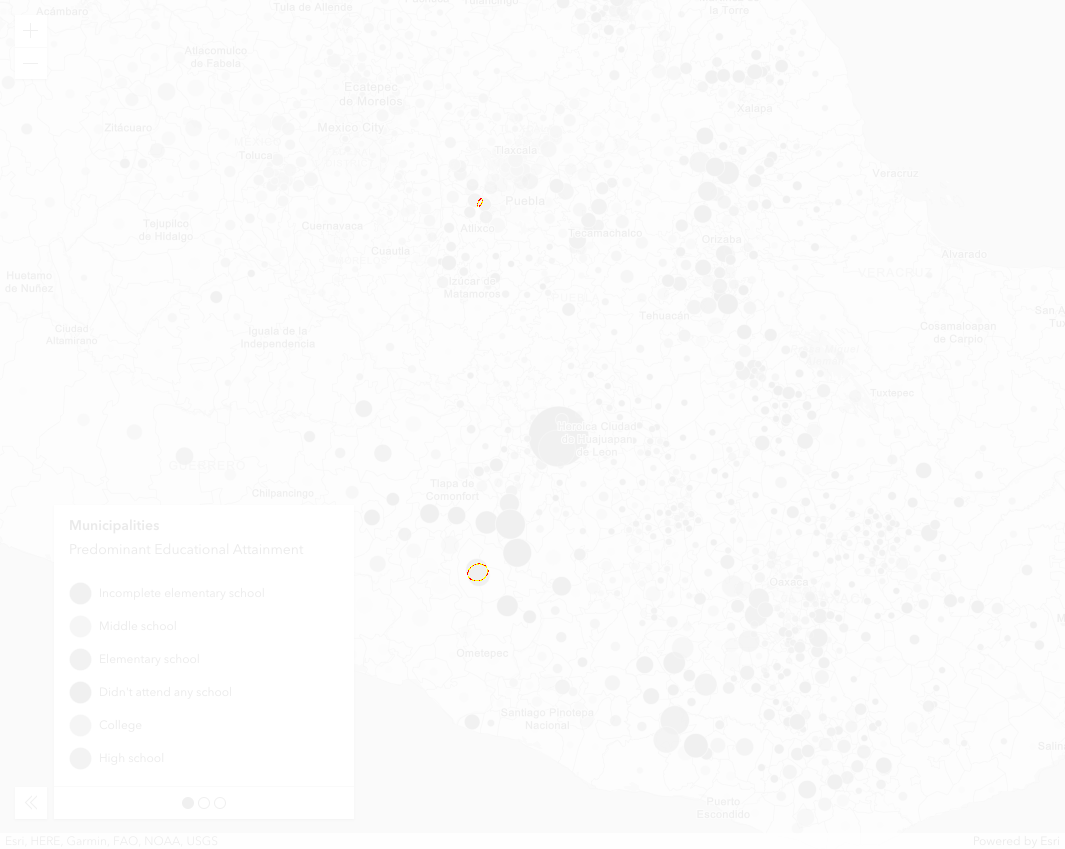 Acámbaro
Tula de Allende
Tulancingo
de la Torre
Atlacomulco
de Fabela
Ecatepec
de Morelos
Xalapa
Zitácuaro
Mexico City
Toluca
Tlaxcala
Veracruz
Puebla
Tejupilco
de Hidalgo
Cuernavaca
Atlixco
Tecamachalco
Orizaba
Cuautla
Alvarado
Huetamo
de Núñez
VERACRUZ
Izúcar de
Matamoros
Tehuacán
San A
Tux
Ciudad
Altamirano
Iguala de la
Independencia
Cosamaloapan
de Carpio
Tuxtepec
Heroica Ciudad
de Huajuapan
de León
GUERRERO
Tlapa de
Comonfort
Chilpancingo
Municipalities
Predominant Educational Attainment
Incomplete elementary school
Middle school
Elementary school
Didn't attend any school
College
High school
Oaxaca
OAXACA
Ometepec
Santiago Pinotepa
Nacional
Salin
Puerto
Escondido
Esri, HERE, Garmin, FAO, NOAA, USGS
Powered by Esri